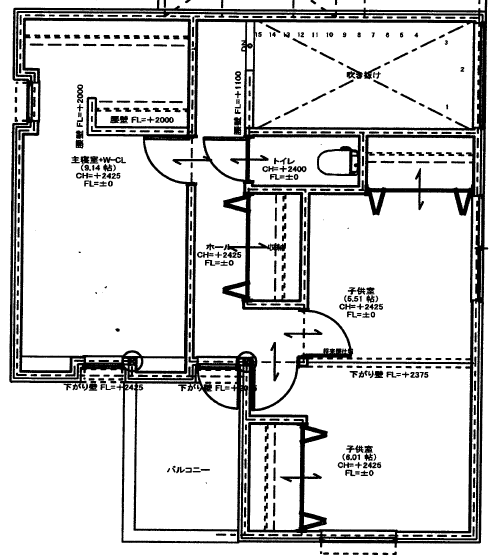 15 14 13 12 11 10 9 8 7 6 5 4
3
2
1
DN
吹き抜け
腰壁 FL=+2000
腰壁 FL=+1100
腰壁 FL=+2000
主寝室+W-CL
(9.14 帖)
CH=+2425
FL=±0
トイレ
CH=+2400
FL=±0
ホール
CH=+2425
FL=±0
収納
子供室
(5.51 帖)
FL=±0
下がり壁 FL=+2425
下がり壁 FL=+2
下がり壁 FL=+2375
バルコニー
子供室
(6.01 帖)
CH=+2425
FL=±0